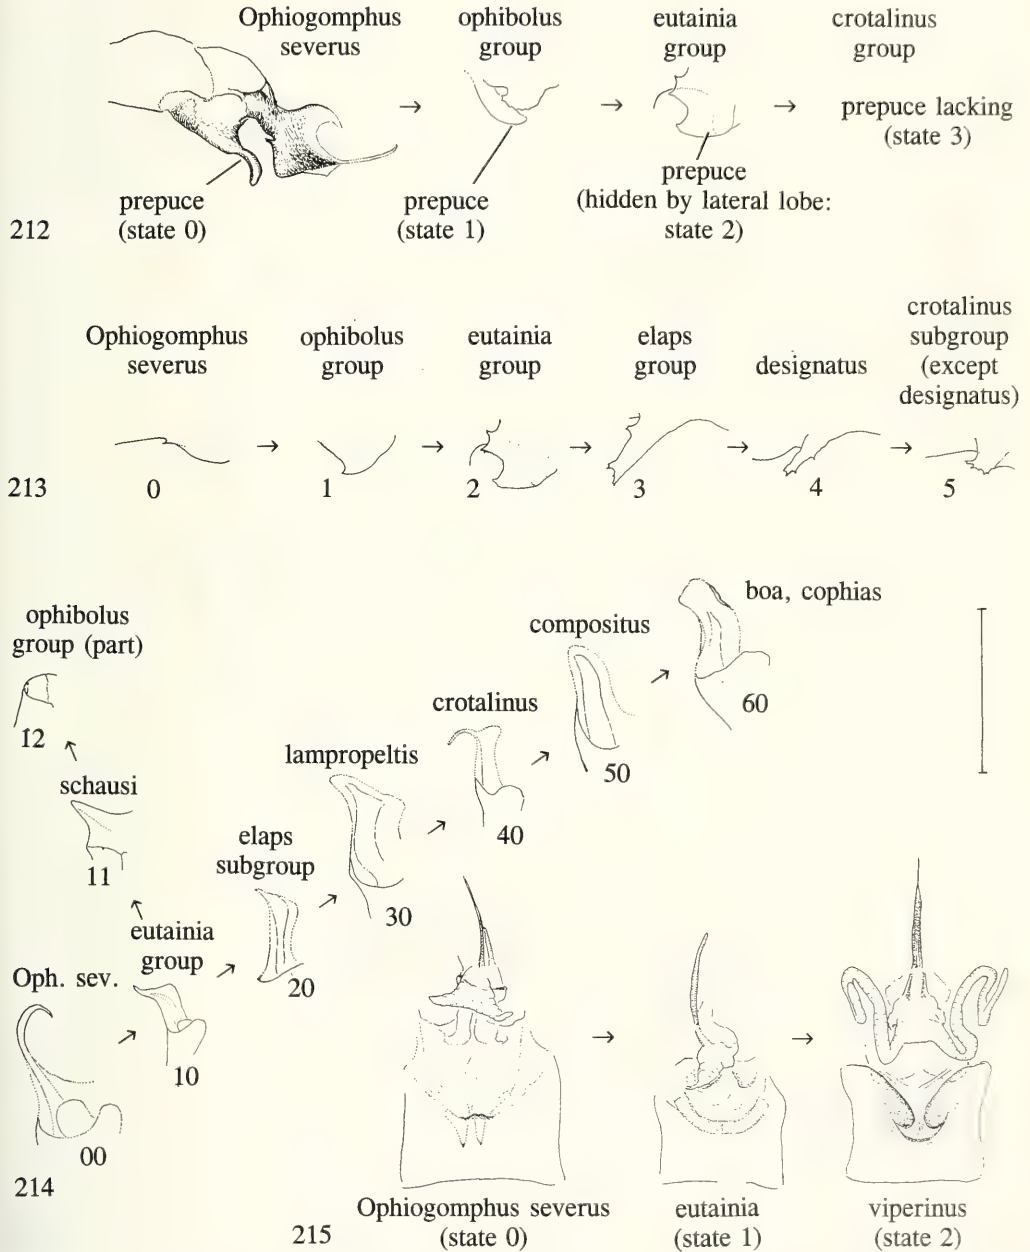 Ophiogomphus
severus
ophibolus
group
eutainia
group
crotalinus
group
prepuce lacking
(state 3)
prepuce
(state 0)
prepuce
(state 1)
prepuce
(hidden by lateral lobe:
state 2)
212
Ophiogomphus
severus
ophibolus
group
eutainia
group
elaps
group
designatus
crotalinus
subgroup
(except
designatus)
213
0
1
2
3
4
5
ophibolus
group (part)
12
schausi
11
eutainia
group
10
Oph. sev.
00
elaps
subgroup
20
lampropeltis
30
crotalinus
40
compositus
50
boa, cophias
60
214
215
Ophiogomphus severus
(state 0)
eutainia
(state 1)
viperinus
(state 2)